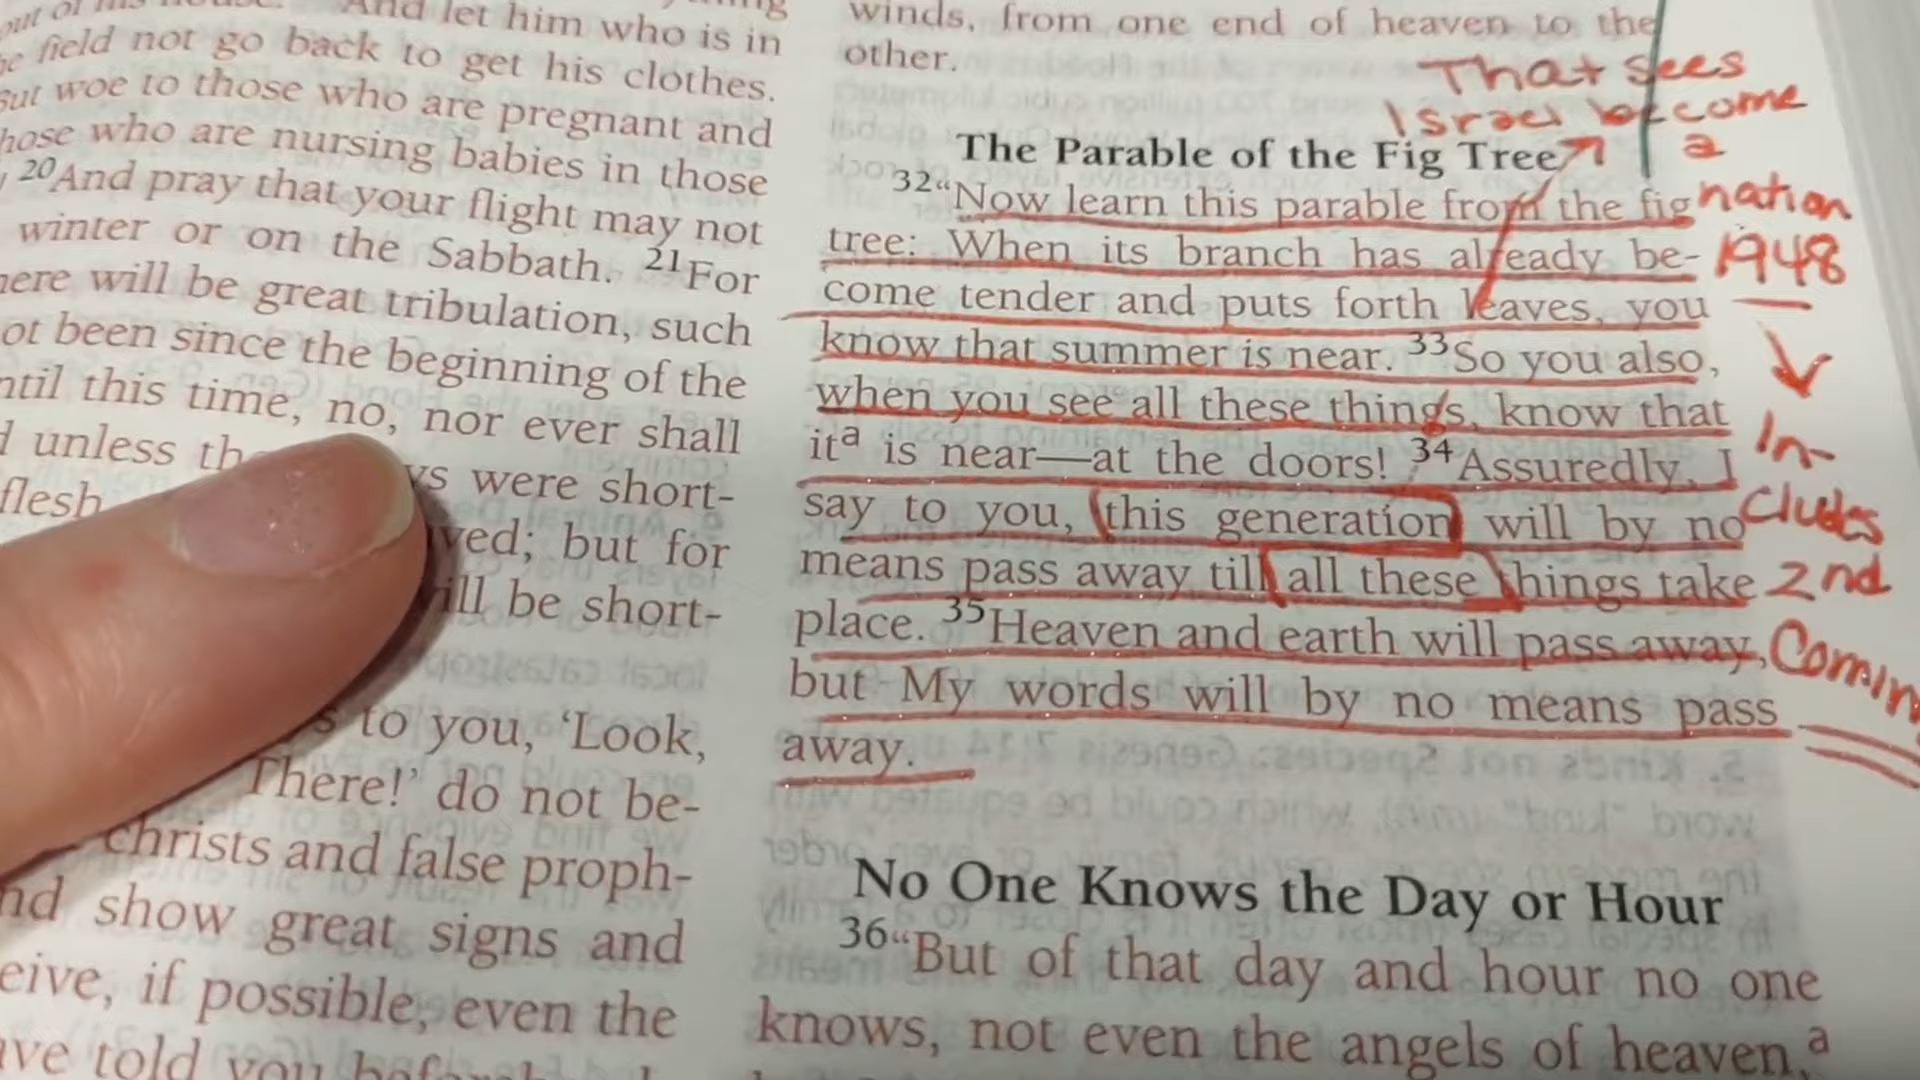 out of his house.
And let him who is in
field not go back to get his clothes.
But woe to those who are pregnant and
those who are nursing babies in those
20And pray that your flight may not
winter or on the Sabbath. 21For
there will be great tribulation, such
not been since the beginning of the
until this time, no, nor ever shall
unless
were short-
flesh
but for
be short-
to you, ‘Look,
There!’ do not be-
christs and false proph-
show great signs and
if possible, even the
told you
winds, from one end of heaven to the
other.
That sees
Israel become
a
nation
1948
In-
cludes
2nd
Coming
The Parable of the Fig Tree
32“Now learn this parable from the fig
tree: When its branch has already be-
come tender and puts forth leaves, you
know that summer is near. 33So you also,
when you see all these things, know that
ita is near—at the doors! 34Assuredly, I
say to you, this generation will by no
means pass away till all these things take
place. 35Heaven and earth will pass away,
but My words will by no means pass
away.
No One Knows the Day or Hour
36“But of that day and hour no one
knows, not even the angels of heaven,a